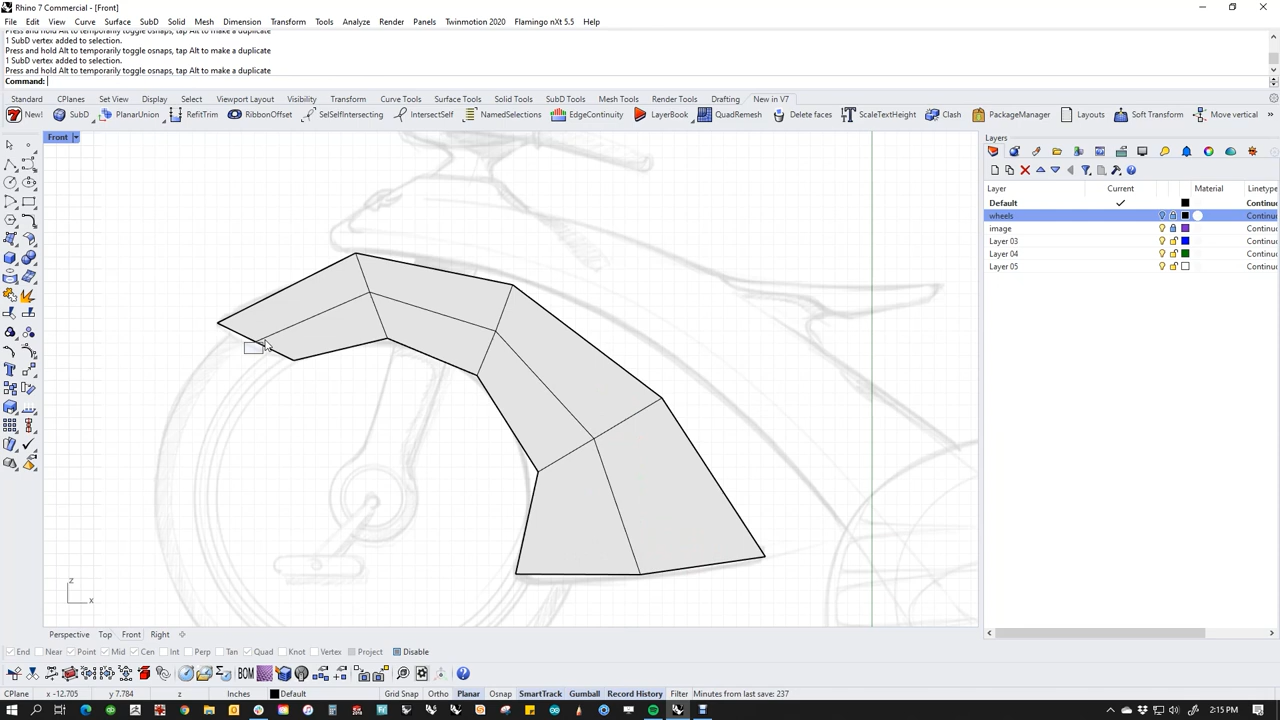 Rhino 7 Commercial - [Front]
File Edit View Curve Surface SubD Solid Mesh Dimension Transform Tools Analyze Render Panels Twinmotion 2020 Flamingo nXt 5.5 Help
Press and hold Alt to temporarily toggle osnaps, tap Alt to make a duplicate
1 SubD vertex added to selection.
Press and hold Alt to temporarily toggle osnaps, tap Alt to make a duplicate
1 SubD vertex added to selection.
Press and hold Alt to temporarily toggle osnaps, tap Alt to make a duplicate
Command:
Standard CPlanes Set View Display Select Viewport Layout Visibility Transform Curve Tools Surface Tools Solid Tools SubD Tools Mesh Tools Render Tools Drafting New in V7
New! SubD PlanarUnion RefitTrim RibbonOffset SelSelfIntersecting IntersectSelf NamedSelections EdgeContinuity LayerBook QuadRemesh Delete faces ScaleTextHeight Clash PackageManager Layouts Soft Transform Move vertical
Front
Layers
Layer Current Material Linetype
Default Continuo
wheels Continuo
image Continuo
Layer 03 Continuo
Layer 04 Continuo
Layer 05 Continuo
z
x
Perspective Top Front Right
End Near Point Mid Cen Int Perp Tan Quad Knot Vertex Project Disable
BOM
CPlane x -12.705 y 7.784 z Inches Default Grid Snap Ortho Planar Osnap SmartTrack Gumball Record History Filter Minutes from last save: 237
2:15 PM